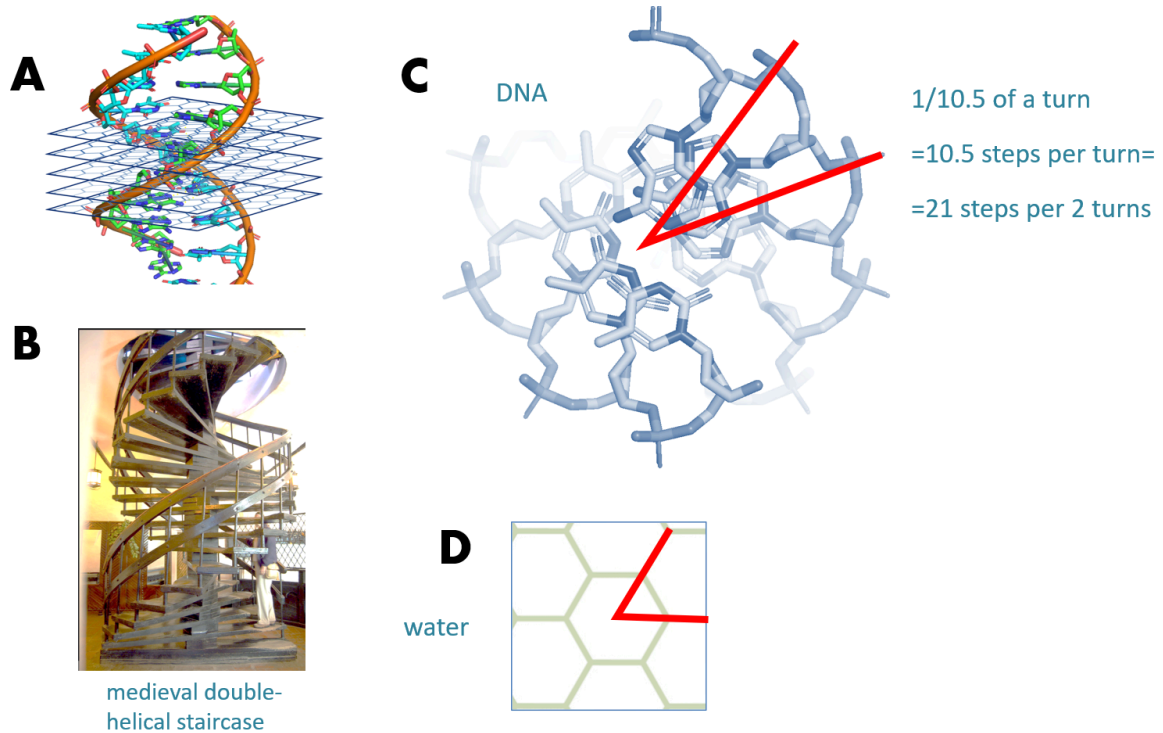 A
B
medieval double-
helical staircase
C
DNA
1/10.5 of a turn
=10.5 steps per turn=
=21 steps per 2 turns
D
water